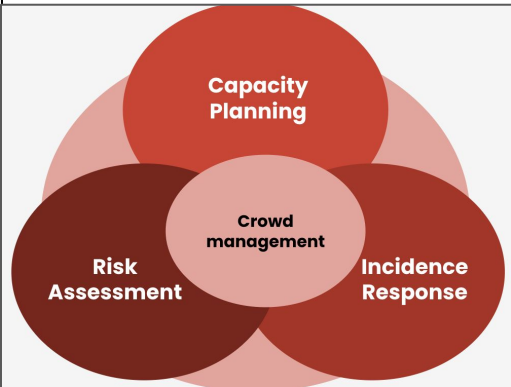 Capacity
Planning
Crowd
management
Risk
Assessment
Incidence
Response